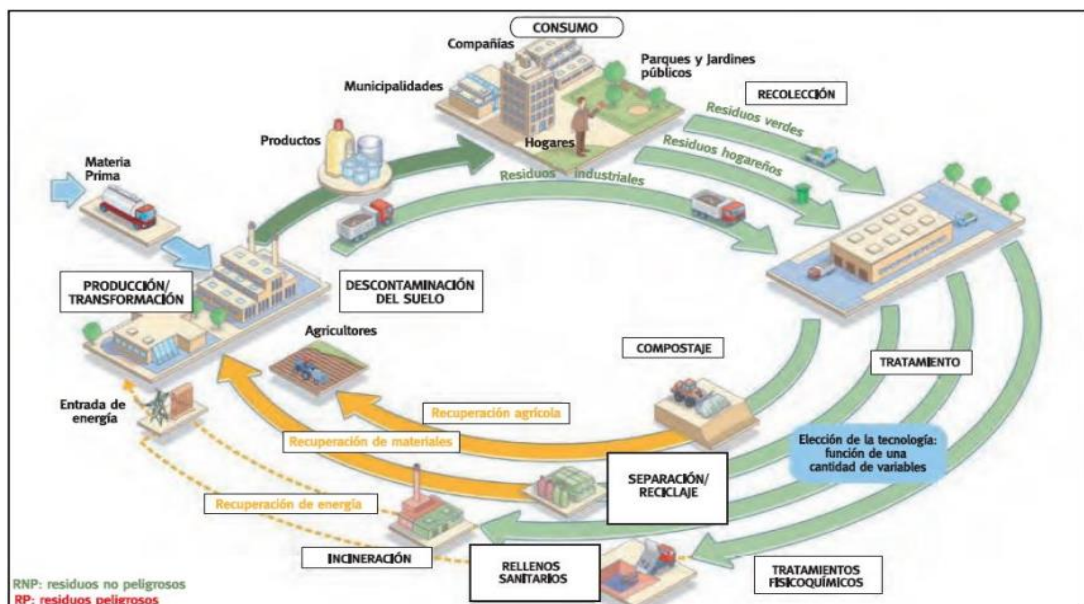 CONSUMO
Compañías
Parques y Jardines
públicos
Municipalidades
RECOLECCIÓN
Residuos verdes
Productos
Hogares
Residuos hogareños
Materia
Prima
Residuos industriales
PRODUCCIÓN/
TRANSFORMACIÓN
DESCONTAMINACIÓN
DEL SUELO
Agricultores
COMPOSTAJE
TRATAMIENTO
Entrada de
energía
Recuperación agrícola
Recuperación de materiales
Elección de la tecnología:
función de una
cantidad de variables
SEPARACIÓN/
RECICLAJE
Recuperación de energía
INCINERACIÓN
RELLENOS
SANITARIOS
TRATAMIENTOS
FISICOQUÍMICOS
RNP: residuos no peligrosos
RP: residuos peligrosos